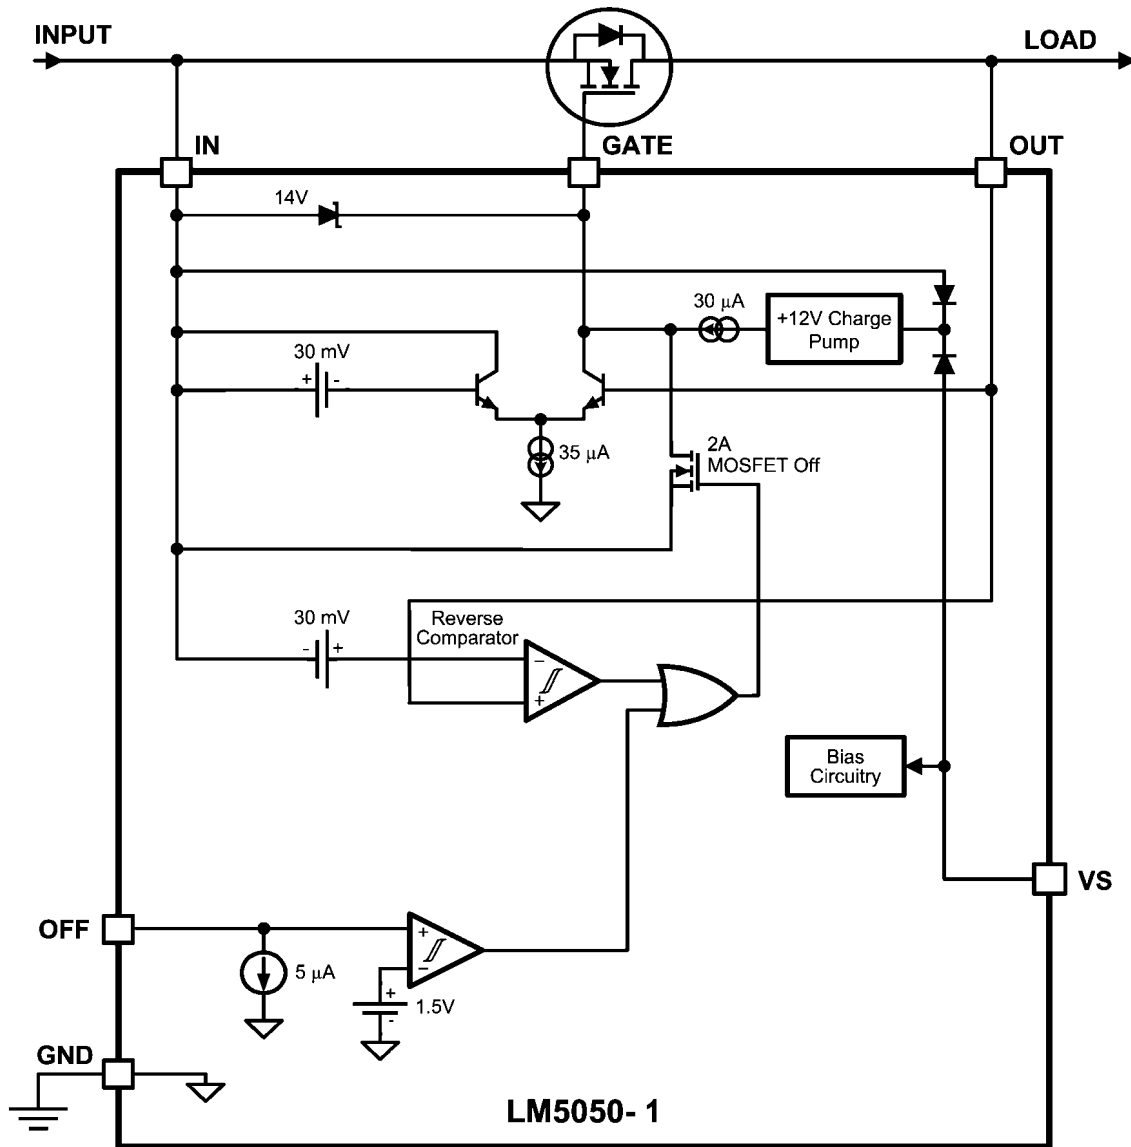 INPUT
LOAD
IN
GATE
OUT
14V
30 μA
+12V Charge
Pump
30 mV
+ -
35 μA
2A
MOSFET Off
30 mV
- +
Reverse
Comparator
−
+
Bias
Circuitry
VS
OFF
+
−
5 μA
+
1.5V
-
GND
LM5050- 1